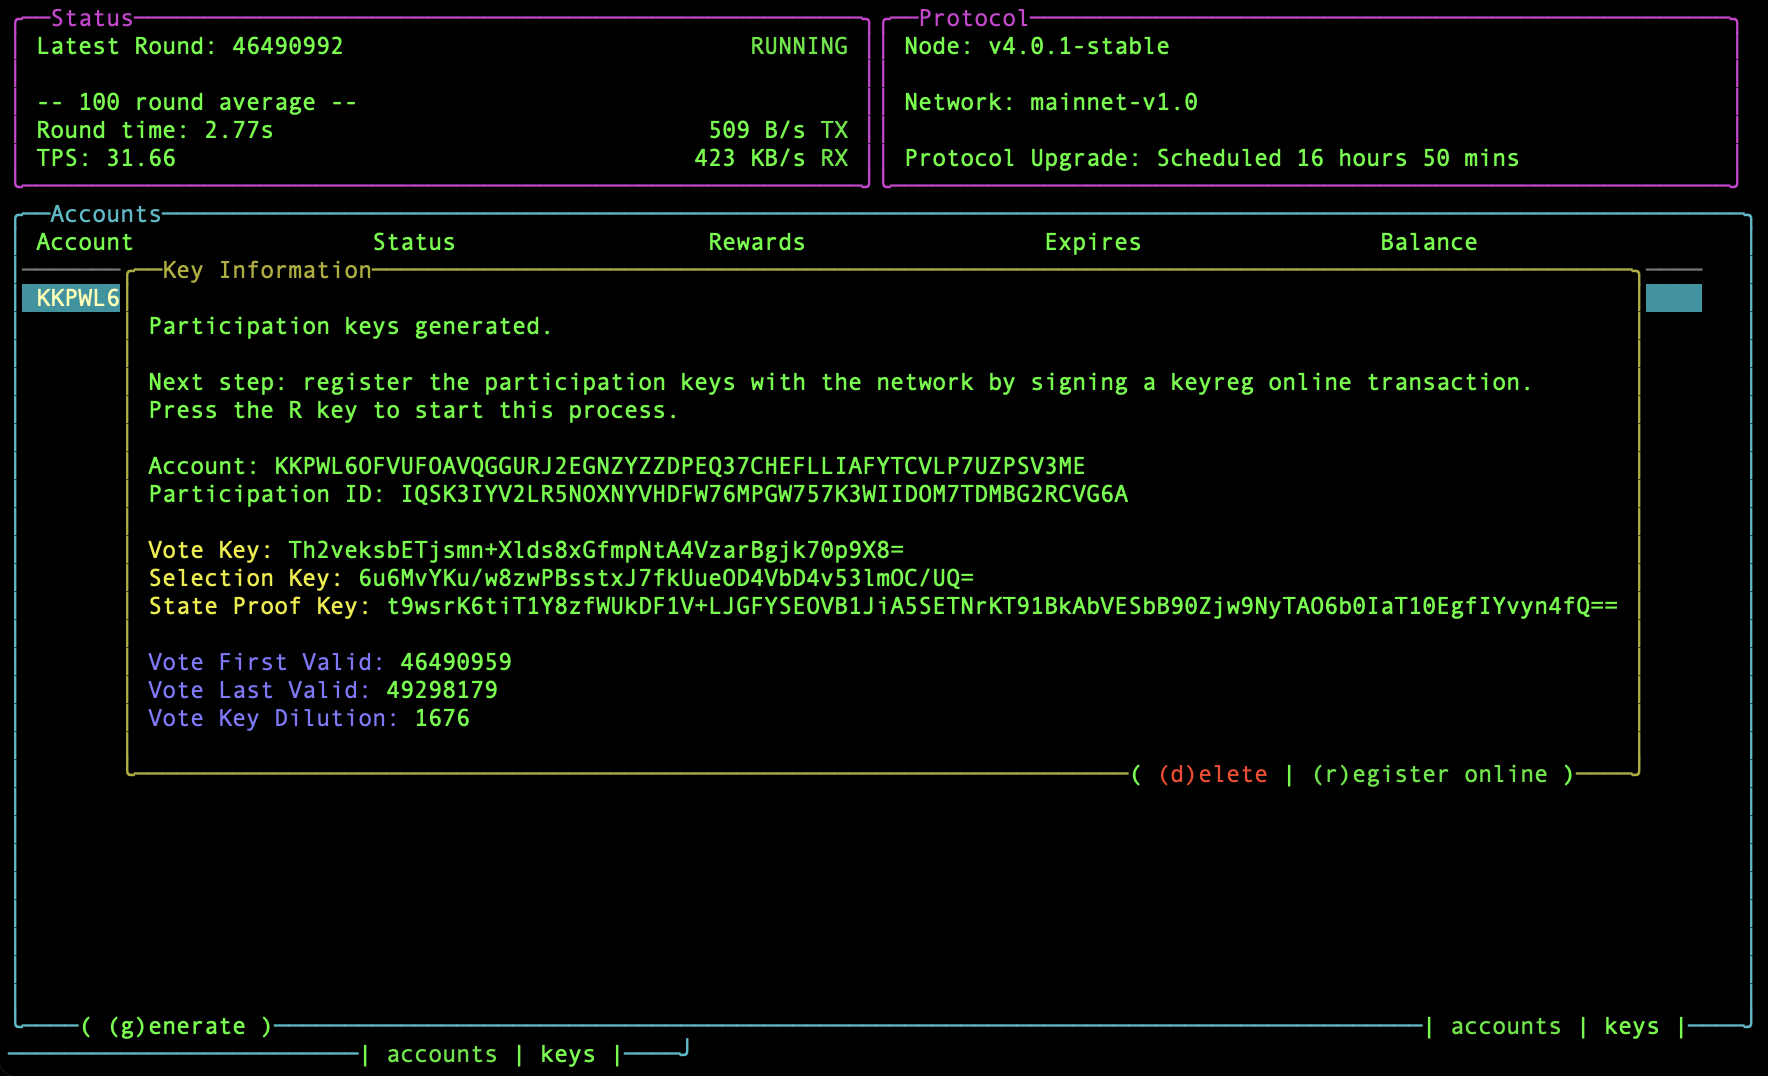 Status
Latest Round: 46490992 RUNNING
-- 100 round average --
Round time: 2.77s 509 B/s TX
TPS: 31.66 423 KB/s RX
Protocol
Node: v4.0.1-stable
Network: mainnet-v1.0
Protocol Upgrade: Scheduled 16 hours 50 mins
Accounts
Account Status Rewards Expires Balance
KKPWL6
Key Information
Participation keys generated.
Next step: register the participation keys with the network by signing a keyreg online transaction.
Press the R key to start this process.
Account: KKPWL6OFVUFOAVQGGURJ2EGNZYZZDPEQ37CHEFLLIAFYTCVLP7UZPSV3ME
Participation ID: IQSK3IYV2LR5NOXNYVHDFW76MPGW757K3WIIDOM7TDMBG2RCVG6A
Vote Key: Th2veksbETjsmn+Xlds8xGfmpNtA4VzarBgjk70p9X8=
Selection Key: 6u6MvYKu/w8zwPBsstxJ7fkUueOD4VbD4v53lmOC/UQ=
State Proof Key: t9wsrK6tiT1Y8zfWUkDF1V+LJGFYSEOVB1JiA5SETNrKT91BkAbVESbB90Zjw9NyTAO6b0IaT10EgfIYvyn4fQ==
Vote First Valid: 46490959
Vote Last Valid: 49298179
Vote Key Dilution: 1676
( (d)elete | (r)egister online )
( (g)enerate ) | accounts | keys |
| accounts | keys |